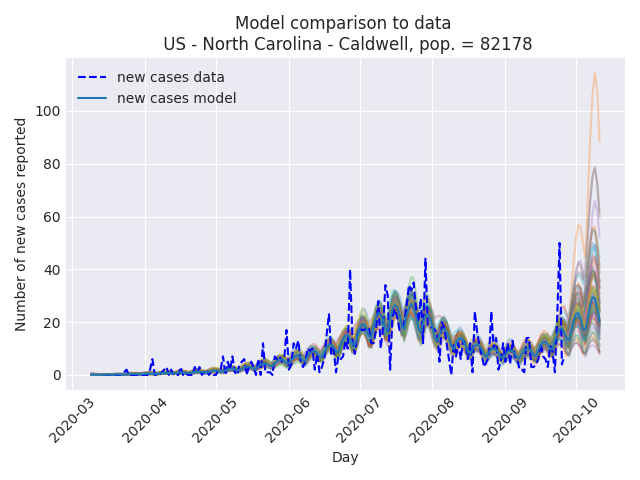 Model comparison to data
US - North Carolina - Caldwell, pop. = 82178
new cases data
new cases model
Number of new cases reported
100
80
60
40
20
0
2020-03
2020-04
2020-05
2020-06
2020-07
2020-08
2020-09
2020-10
Day